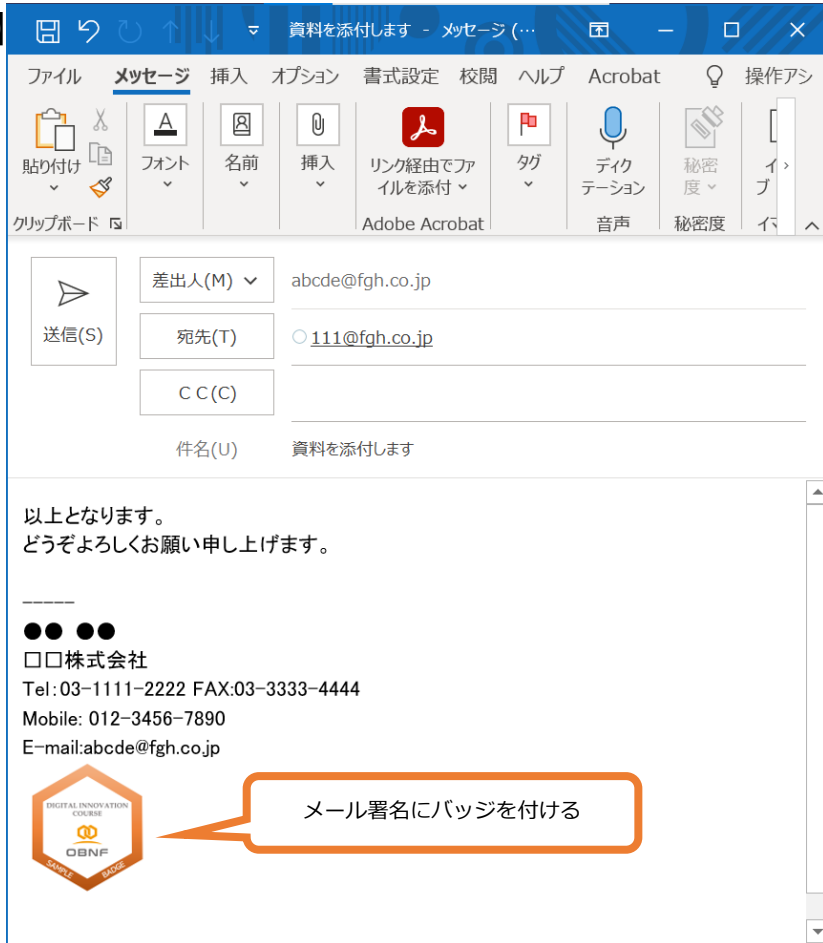 資料を添付します - メッセージ (…
ファイル メッセージ 挿入 オプション 書式設定 校閲 ヘルプ Acrobat 操作アシ
貼り付け
フォント
名前
挿入
リンク経由でファ
イルを添付
タグ
ディク
テーション
秘密
度
イ
ブ
クリップボード
Adobe Acrobat
音声
秘密度
送信(S)
差出人(M) abcde@fgh.co.jp
宛先(T) 111@fgh.co.jp
ＣＣ(C)
件名(U) 資料を添付します
以上となります。
どうぞよろしくお願い申し上げます。
-----
●● ●●
□□株式会社
Tel:03-1111-2222 FAX:03-3333-4444
Mobile: 012-3456-7890
E-mail:abcde@fgh.co.jp
DIGITAL INNOVATION
COURSE
OBNF
SAMPLE BADGE
メール署名にバッジを付ける